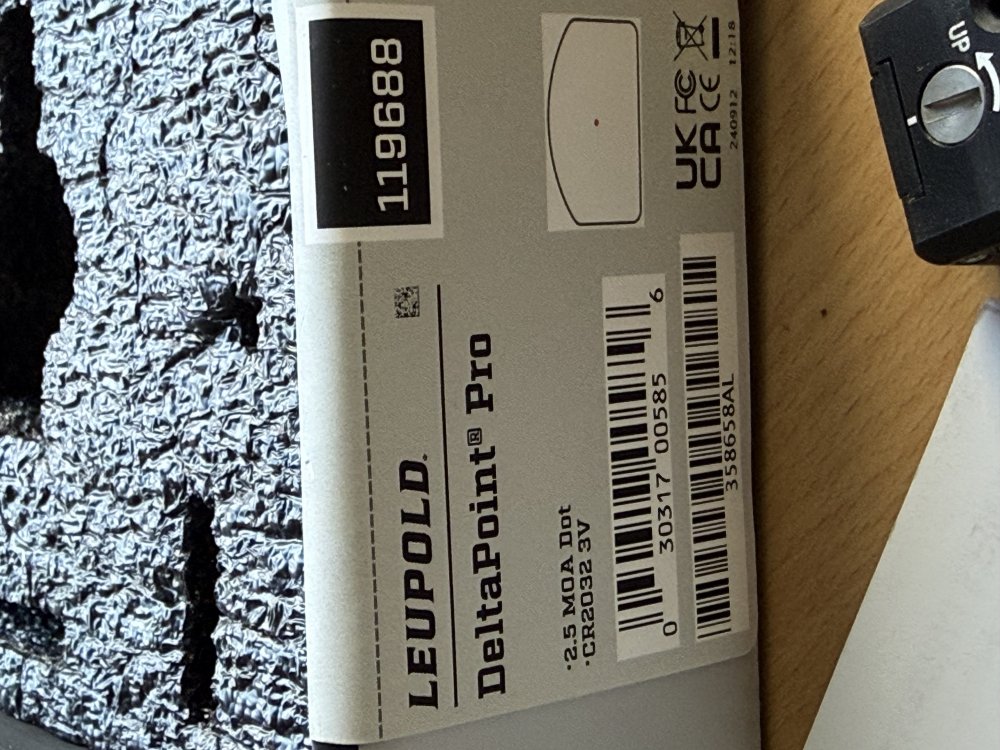 119688
LEUPOLD®
DeltaPoint® Pro
·2.5 MOA Dot
·CR2032 3V
0 30317 00585 6
358658AL
UK
CA
FC
CE
240912 12:18
UP